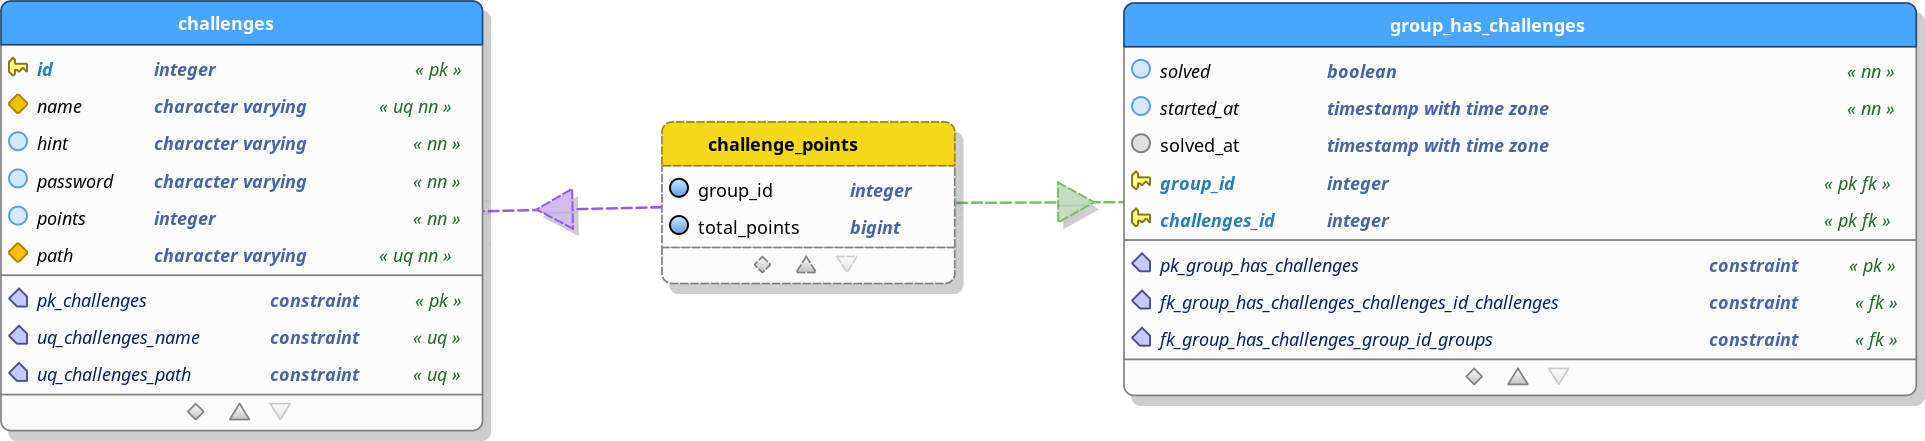 challenges
id integer « pk »
name character varying « uq nn »
hint character varying « nn »
password character varying « nn »
points integer « nn »
path character varying « uq nn »
pk_challenges constraint « pk »
uq_challenges_name constraint « uq »
uq_challenges_path constraint « uq »
challenge_points
group_id integer
total_points bigint
group_has_challenges
solved boolean « nn »
started_at timestamp with time zone « nn »
solved_at timestamp with time zone
group_id integer « pk fk »
challenges_id integer « pk fk »
pk_group_has_challenges constraint « pk »
fk_group_has_challenges_challenges_id_challenges constraint « fk »
fk_group_has_challenges_group_id_groups constraint « fk »